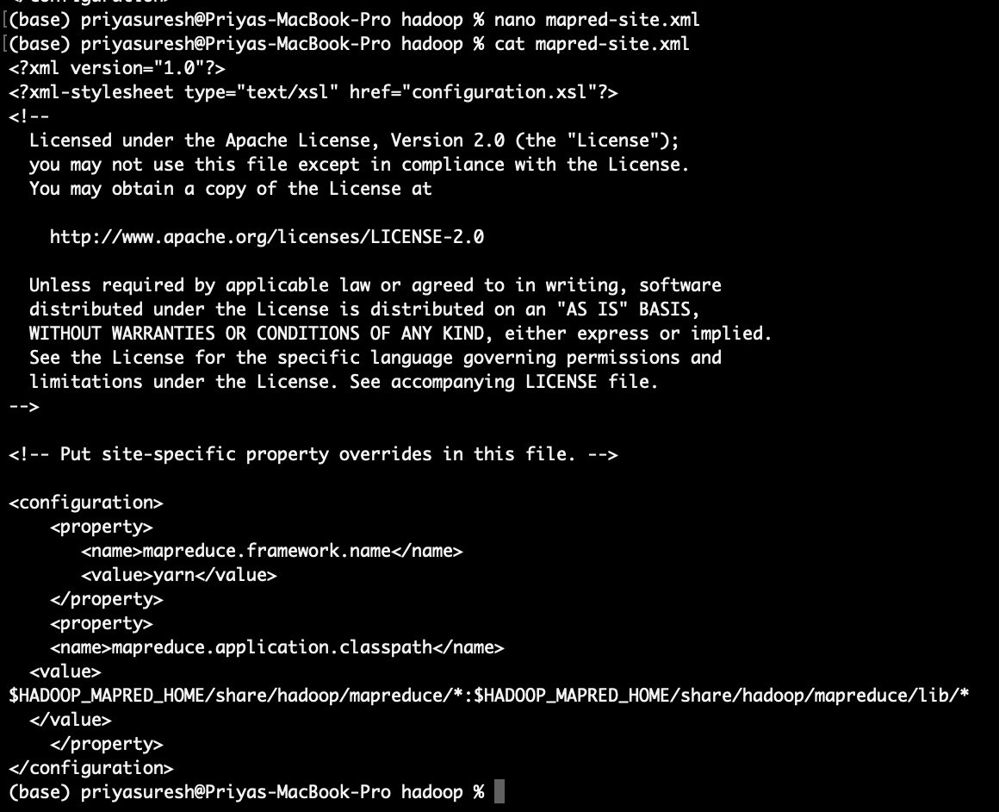 </configuration>
[(base) priyasuresh@Priyas-MacBook-Pro hadoop % nano mapred-site.xml
[(base) priyasuresh@Priyas-MacBook-Pro hadoop % cat mapred-site.xml
<?xml version="1.0"?>
<?xml-stylesheet type="text/xsl" href="configuration.xsl"?>
<!--
  Licensed under the Apache License, Version 2.0 (the "License");
  you may not use this file except in compliance with the License.
  You may obtain a copy of the License at

    http://www.apache.org/licenses/LICENSE-2.0

  Unless required by applicable law or agreed to in writing, software
  distributed under the License is distributed on an "AS IS" BASIS,
  WITHOUT WARRANTIES OR CONDITIONS OF ANY KIND, either express or implied.
  See the License for the specific language governing permissions and
  limitations under the License. See accompanying LICENSE file.
-->

<!-- Put site-specific property overrides in this file. -->

<configuration>
    <property>
       <name>mapreduce.framework.name</name>
       <value>yarn</value>
    </property>
    <property>
    <name>mapreduce.application.classpath</name>
  <value>
$HADOOP_MAPRED_HOME/share/hadoop/mapreduce/*:$HADOOP_MAPRED_HOME/share/hadoop/mapreduce/lib/*
  </value>
    </property>
</configuration>
(base) priyasuresh@Priyas-MacBook-Pro hadoop %